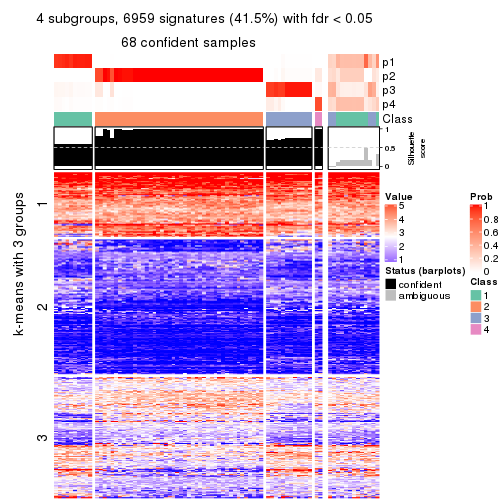 4 subgroups, 6959 signatures (41.5%) with fdr < 0.05
68 confident samples
p1
p2
p3
p4
Class
1
0.5
0
Silhouette
score
k-means with 3 groups
1
2
3
Value
5
4
3
2
1
Status (barplots)
confident
ambiguous
Prob
1
0.8
0.6
0.4
0.2
0
Class
1
2
3
4